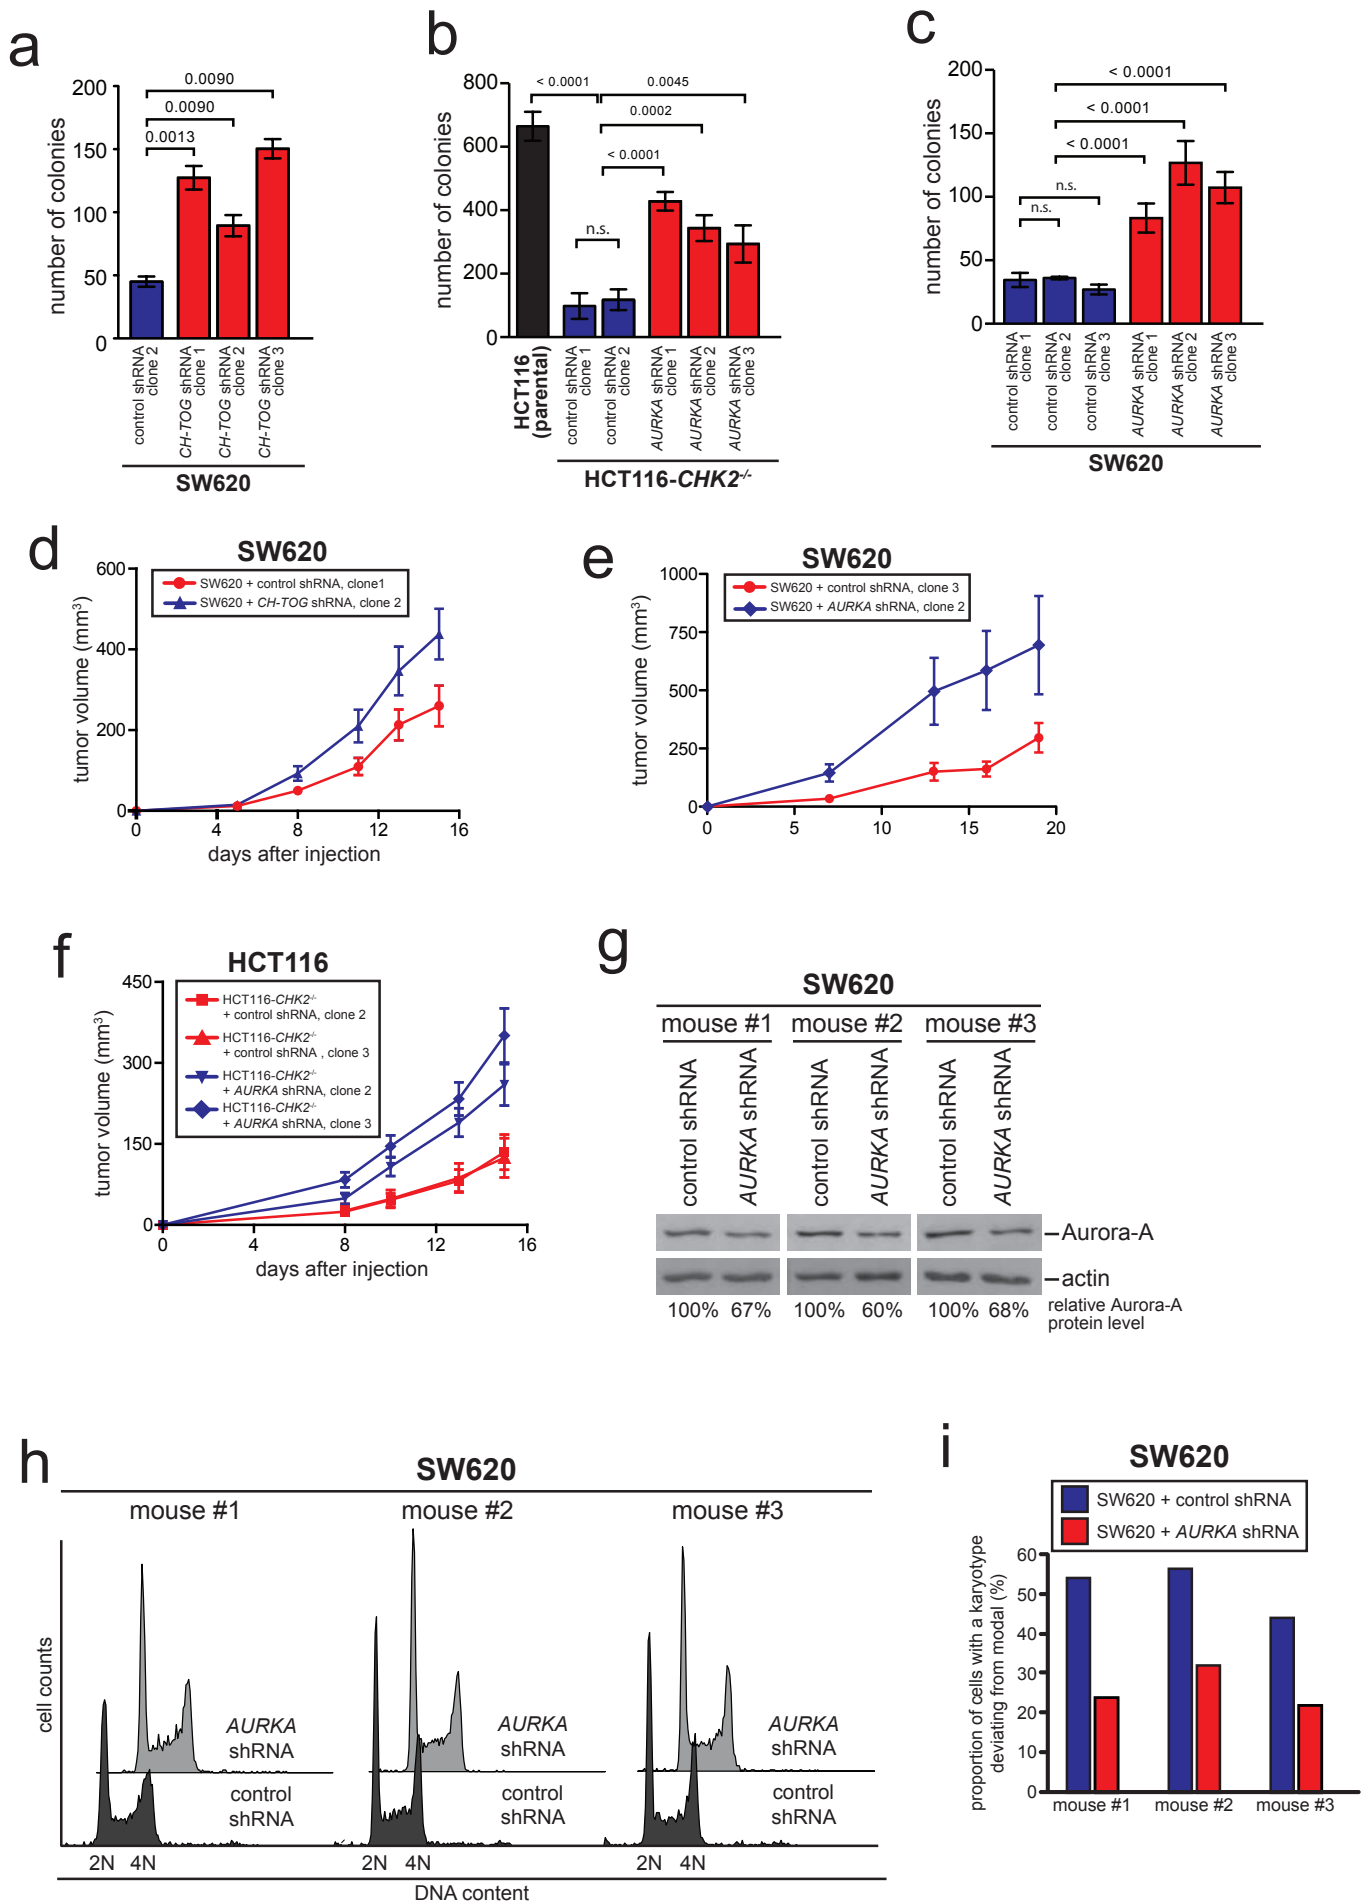 a
200
150
100
50
0
number of colonies
0.0090
0.0090
0.0013
control shRNA
clone 2
CH-TOG shRNA
clone 1
CH-TOG shRNA
clone 2
CH-TOG shRNA
clone 3
SW620
b
800
600
400
200
0
number of colonies
< 0.0001
0.0045
0.0002
< 0.0001
n.s.
HCT116
(parental)
control shRNA
clone 1
control shRNA
clone 2
AURKA shRNA
clone 1
AURKA shRNA
clone 2
AURKA shRNA
clone 3
HCT116-CHK2-/-
c
200
150
100
50
0
number of colonies
< 0.0001
< 0.0001
< 0.0001
n.s.
n.s.
control shRNA
clone 1
control shRNA
clone 2
control shRNA
clone 3
AURKA shRNA
clone 1
AURKA shRNA
clone 2
AURKA shRNA
clone 3
SW620
d
SW620
600
400
200
0
tumor volume (mm³)
SW620 + control shRNA, clone1
SW620 + CH-TOG shRNA, clone 2
0 4 8 12 16
days after injection
e
SW620
1000
750
500
250
0
tumor volume (mm³)
SW620 + control shRNA, clone 3
SW620 + AURKA shRNA, clone 2
0 5 10 15 20
f
HCT116
450
300
150
0
tumor volume (mm³)
HCT116-CHK2-/-
+ control shRNA, clone 2
HCT116-CHK2-/-
+ control shRNA , clone 3
HCT116-CHK2-/-
+ AURKA shRNA, clone 2
HCT116-CHK2-/-
+ AURKA shRNA, clone 3
0 4 8 12 16
days after injection
g
SW620
mouse #1 mouse #2 mouse #3
control shRNA
AURKA shRNA
control shRNA
AURKA shRNA
control shRNA
AURKA shRNA
Aurora-A
actin
100% 67% 100% 60% 100% 68%
relative Aurora-A
protein level
h
SW620
mouse #1 mouse #2 mouse #3
cell counts
AURKA
shRNA
control
shRNA
AURKA
shRNA
control
shRNA
AURKA
shRNA
control
shRNA
2N 4N 2N 4N 2N 4N
DNA content
i
SW620
SW620 + control shRNA
SW620 + AURKA shRNA
60
50
40
30
20
10
0
proportion of cells with a karyotype
deviating from modal (%)
mouse #1 mouse #2 mouse #3